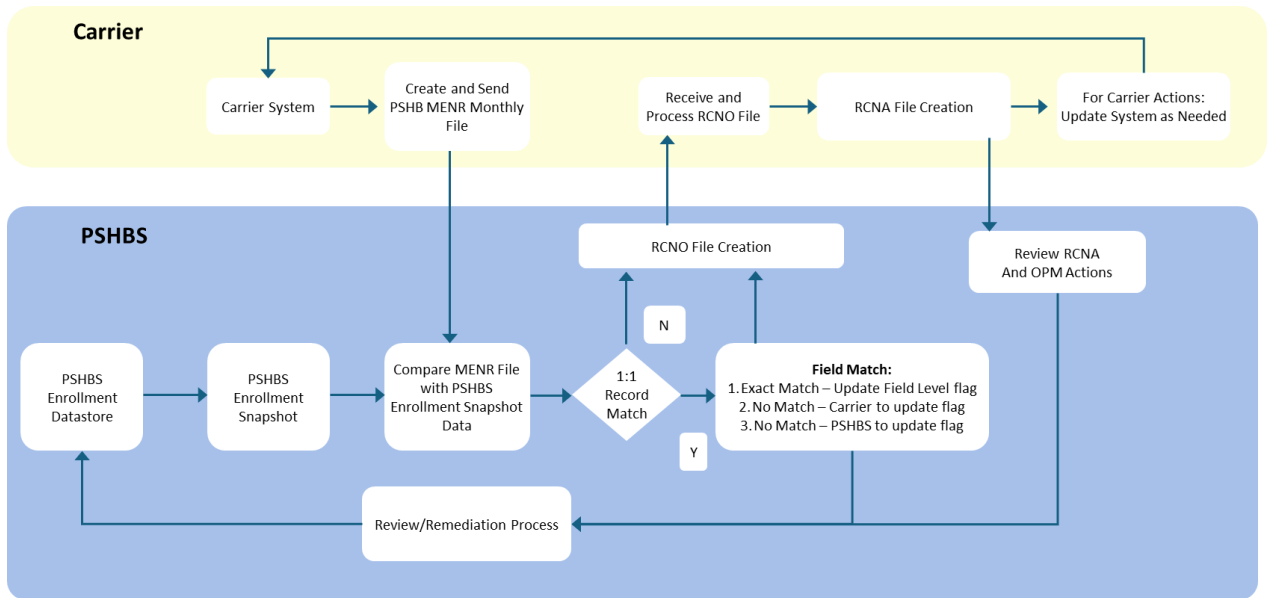 Carrier
Carrier System
Create and Send
PSHB MENR Monthly
File
Receive and
Process RCNO File
RCNA File Creation
For Carrier Actions:
Update System as Needed
PSHBS
RCNO File Creation
Review RCNA
And OPM Actions
N
PSHBS
Enrollment
Datastore
PSHBS
Enrollment
Snapshot
Compare MENR File
with PSHBS
Enrollment Snapshot
Data
1:1
Record
Match
Field Match:
1. Exact Match – Update Field Level flag
2. No Match – Carrier to update flag
3. No Match – PSHBS to update flag
Y
Review/Remediation Process